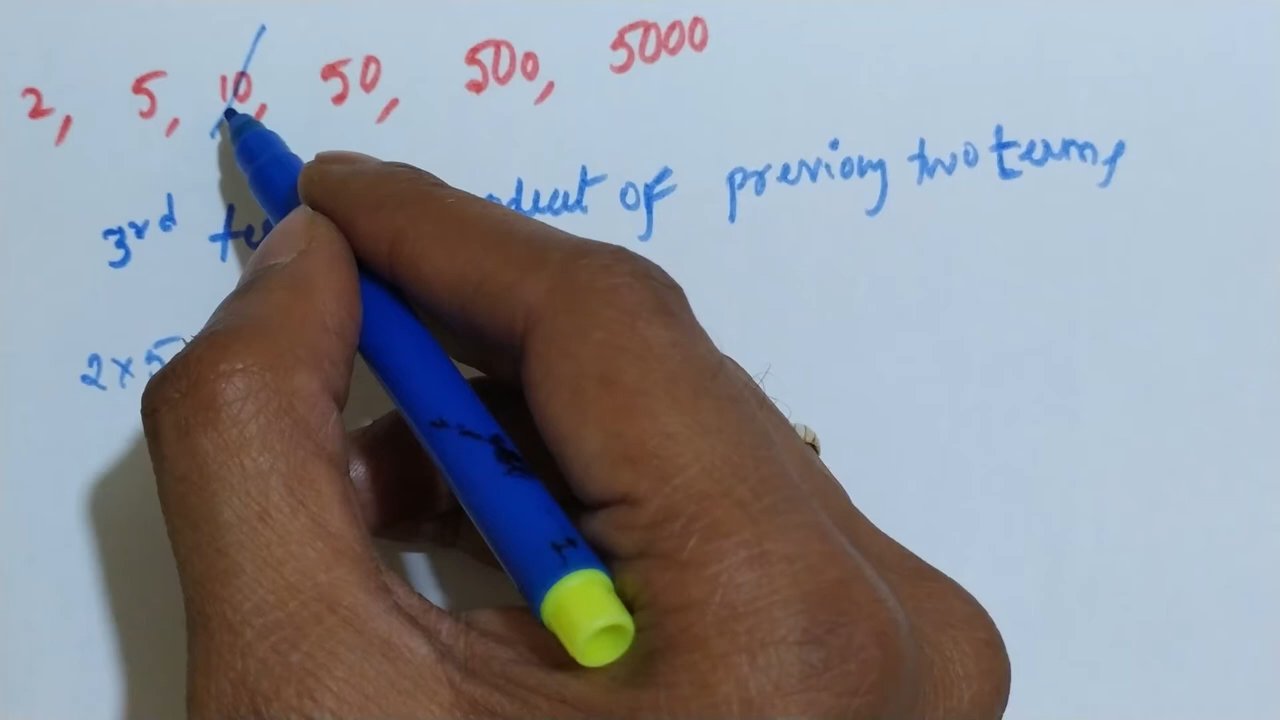 2, 5, 10, 50, 500, 5000
3rd of previous two terms
2×5